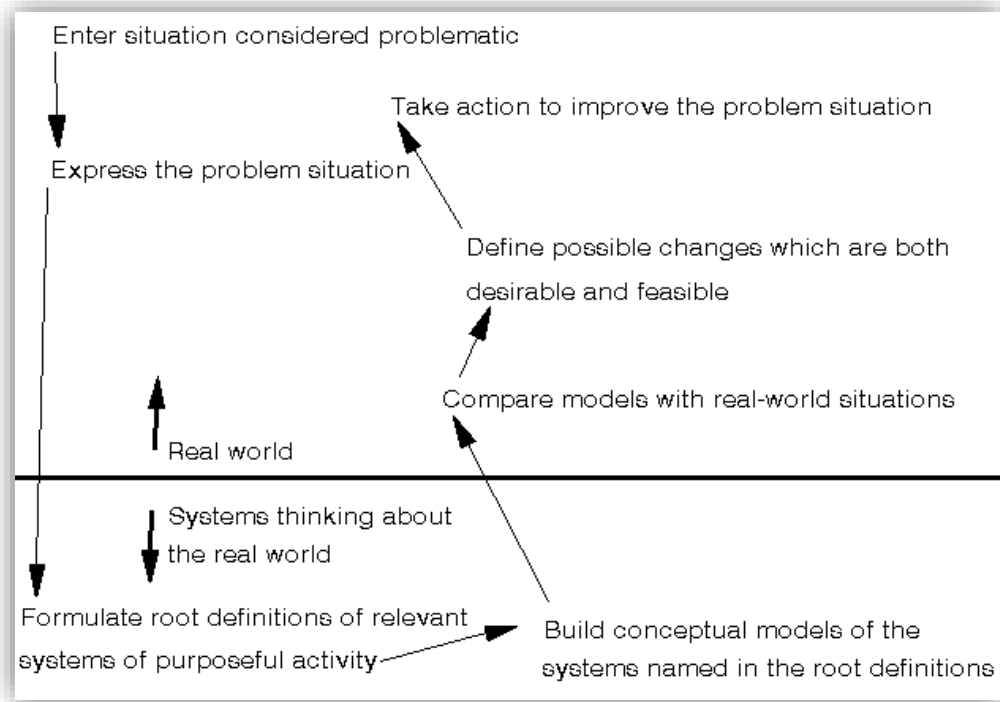 Enter situation considered problematic
Take action to improve the problem situation
Express the problem situation
Define possible changes which are both
desirable and feasible
Compare models with real-world situations
Real world
Systems thinking about
the real world
Formulate root definitions of relevant
systems of purposeful activity
Build conceptual models of the
systems named in the root definitions